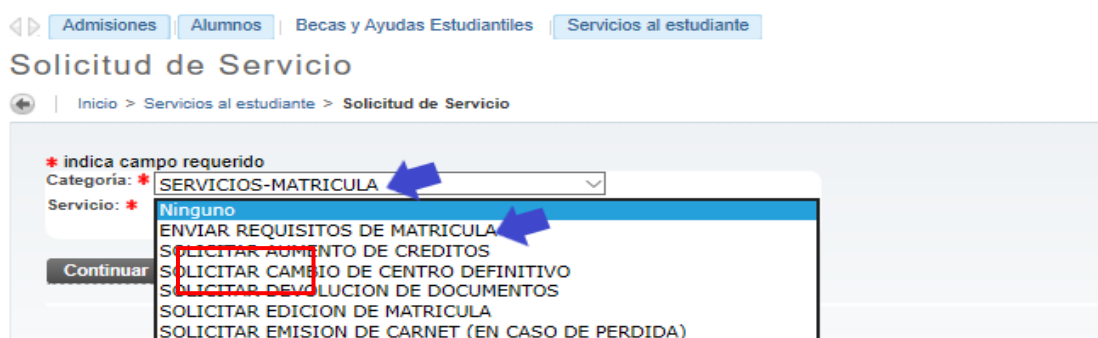 Admisiones | Alumnos | Becas y Ayudas Estudiantiles | Servicios al estudiante
Solicitud de Servicio
| Inicio > Servicios al estudiante > Solicitud de Servicio
* indica campo requerido
Categoría: * SERVICIOS-MATRICULA
Servicio: *
Ninguno
ENVIAR REQUISITOS DE MATRICULA
SOLICITAR AUMENTO DE CREDITOS
Continuar
SOLICITAR CAMBIO DE CENTRO DEFINITIVO
SOLICITAR DEVOLUCION DE DOCUMENTOS
SOLICITAR EDICION DE MATRICULA
SOLICITAR EMISION DE CARNET (EN CASO DE PERDIDA)